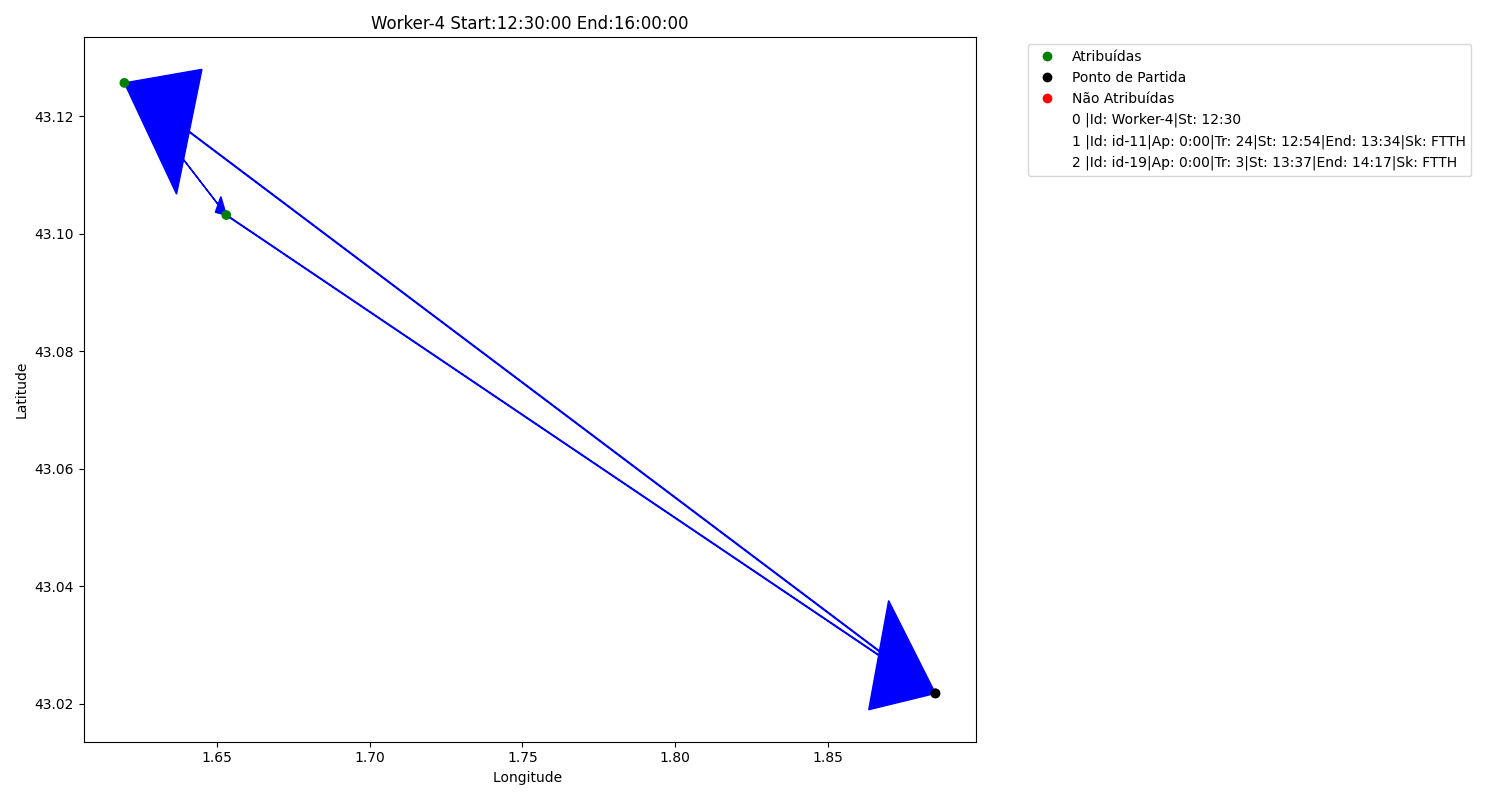 Worker-4 Start:12:30:00 End:16:00:00
Atribuídas
Ponto de Partida
Não Atribuídas
0 |Id: Worker-4|St: 12:30
1 |Id: id-11|Ap: 0:00|Tr: 24|St: 12:54|End: 13:34|Sk: FTTH
2 |Id: id-19|Ap: 0:00|Tr: 3|St: 13:37|End: 14:17|Sk: FTTH
Latitude
43.12
43.10
43.08
43.06
43.04
43.02
1.65 1.70 1.75 1.80 1.85
Longitude